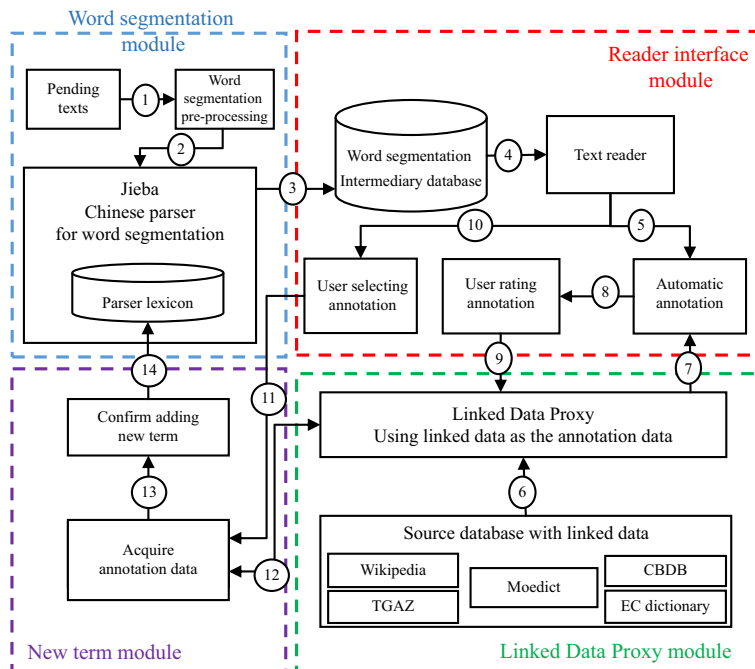 Word segmentation
module
Reader interface
module
Pending
texts
1
Word
segmentation
pre-processing
2
Jieba
Chinese parser
for word segmentation
Parser lexicon
3
Word segmentation
Intermediary database
4
Text reader
10
5
User selecting
annotation
User rating
annotation
8
Automatic
annotation
14
11
9
7
Confirm adding
new term
Linked Data Proxy
Using linked data as the annotation data
13
6
Acquire
annotation data
12
Source database with linked data
Wikipedia
TGAZ
Moedict
CBDB
EC dictionary
New term module
Linked Data Proxy module